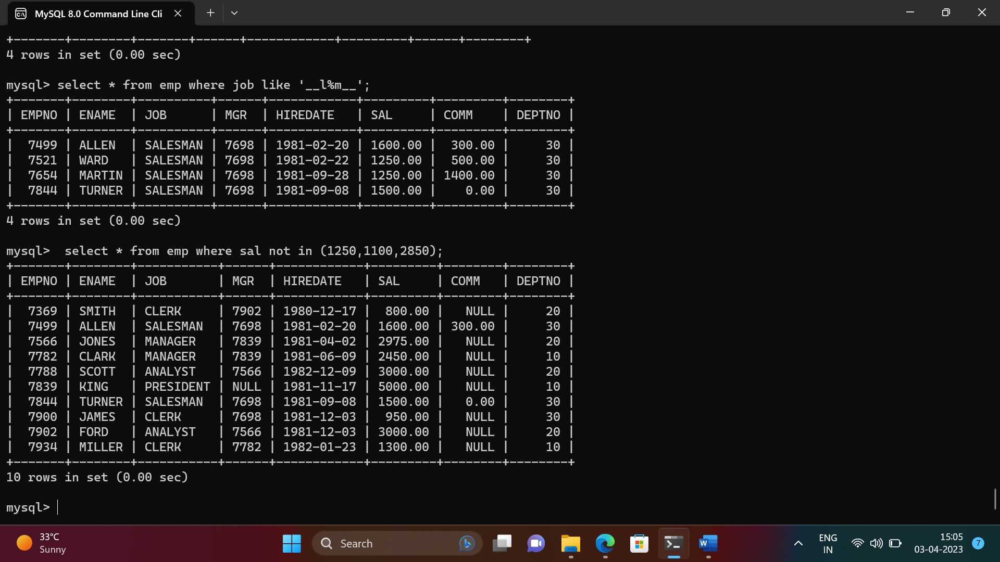 MySQL 8.0 Command Line Cli
+-------+--------+-------+------+------------+---------+------+--------+
4 rows in set (0.00 sec)
mysql> select * from emp where job like '__l%m__';
+-------+--------+----------+------+------------+---------+---------+--------+
| EMPNO | ENAME  | JOB      | MGR  | HIREDATE   | SAL     | COMM    | DEPTNO |
+-------+--------+----------+------+------------+---------+---------+--------+
|  7499 | ALLEN  | SALESMAN | 7698 | 1981-02-20 | 1600.00 |  300.00 |     30 |
|  7521 | WARD   | SALESMAN | 7698 | 1981-02-22 | 1250.00 |  500.00 |     30 |
|  7654 | MARTIN | SALESMAN | 7698 | 1981-09-28 | 1250.00 | 1400.00 |     30 |
|  7844 | TURNER | SALESMAN | 7698 | 1981-09-08 | 1500.00 |    0.00 |     30 |
+-------+--------+----------+------+------------+---------+---------+--------+
4 rows in set (0.00 sec)
mysql>  select * from emp where sal not in (1250,1100,2850);
+-------+--------+-----------+------+------------+---------+--------+--------+
| EMPNO | ENAME  | JOB       | MGR  | HIREDATE   | SAL     | COMM   | DEPTNO |
+-------+--------+-----------+------+------------+---------+--------+--------+
|  7369 | SMITH  | CLERK     | 7902 | 1980-12-17 |  800.00 |   NULL |     20 |
|  7499 | ALLEN  | SALESMAN  | 7698 | 1981-02-20 | 1600.00 | 300.00 |     30 |
|  7566 | JONES  | MANAGER   | 7839 | 1981-04-02 | 2975.00 |   NULL |     20 |
|  7782 | CLARK  | MANAGER   | 7839 | 1981-06-09 | 2450.00 |   NULL |     10 |
|  7788 | SCOTT  | ANALYST   | 7566 | 1982-12-09 | 3000.00 |   NULL |     20 |
|  7839 | KING   | PRESIDENT | NULL | 1981-11-17 | 5000.00 |   NULL |     10 |
|  7844 | TURNER | SALESMAN  | 7698 | 1981-09-08 | 1500.00 |   0.00 |     30 |
|  7900 | JAMES  | CLERK     | 7698 | 1981-12-03 |  950.00 |   NULL |     30 |
|  7902 | FORD   | ANALYST   | 7566 | 1981-12-03 | 3000.00 |   NULL |     20 |
|  7934 | MILLER | CLERK     | 7782 | 1982-01-23 | 1300.00 |   NULL |     10 |
+-------+--------+-----------+------+------------+---------+--------+--------+
10 rows in set (0.00 sec)
mysql>
33°C
Sunny
Search
W
ENG
IN
15:05
03-04-2023
7